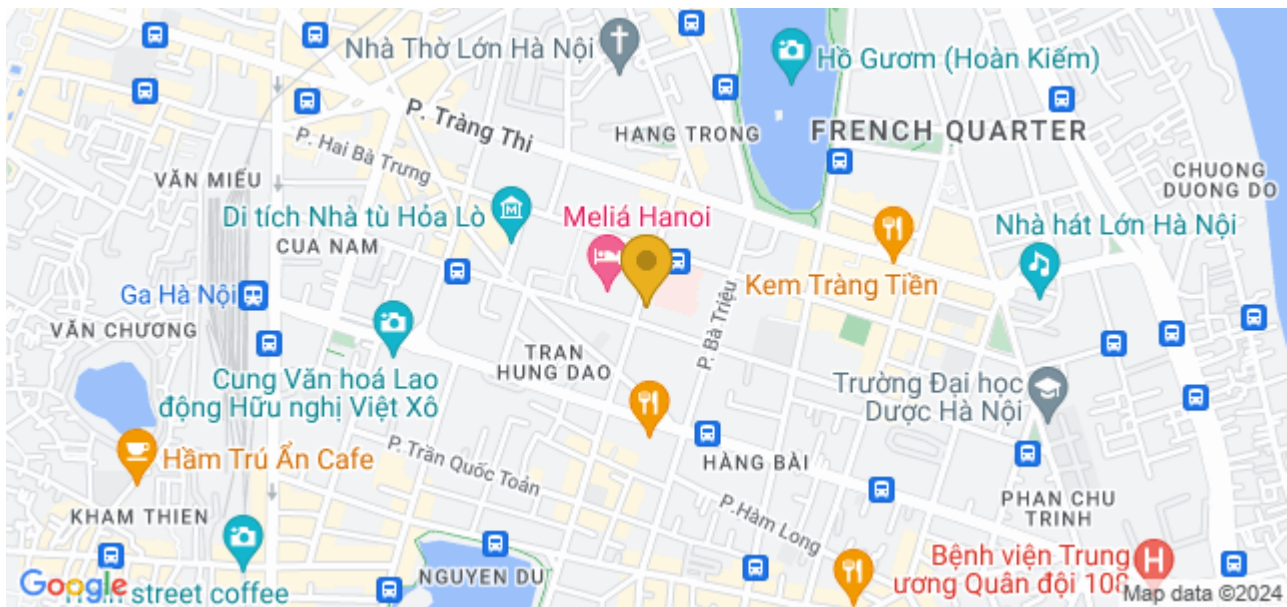 Nhà Thờ Lớn Hà Nội
Hồ Gươm (Hoàn Kiếm)
P. Tràng Thi
HANG TRONG
FRENCH QUARTER
P. Hai Bà Trưng
VĂN MIẾU
CHUONG
DUONG DO
Di tích Nhà tù Hỏa Lò
Meliá Hanoi
Nhà hát Lớn Hà Nội
CUA NAM
Kem Tràng Tiền
Ga Hà Nội
P. Bà Triệu
VĂN CHƯƠNG
TRAN
HUNG DAO
Cung Văn hoá Lao
động Hữu nghị Việt Xô
Trường Đại học
Dược Hà Nội
Hầm Trú Ẩn Cafe
P. Trần Quốc Toản
HÀNG BÀI
P.Hàm Long
PHAN CHU
TRINH
KHAM THIEN
Bệnh viện Trung
ương Quân đội 108
NGUYEN DU
Google
street coffee
Map data ©2024